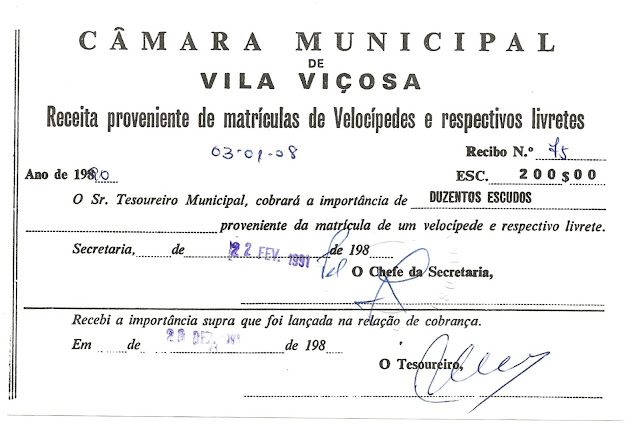 CÂMARA MUNICIPAL
DE
VILA VIÇOSA
Receita proveniente de matrículas de Velocípedes e respectivos livretes
03-01-08
Recibo N.º 75
Ano de 198
ESC. 200$00
O Sr. Tesoureiro Municipal, cobrará a importância de DUZENTOS ESCUDOS
proveniente da matrícula de um velocípede e respectivo livrete.
Secretaria, de 22 FEV. 1991 de 198
O Chefe da Secretaria,
Recebi a importância supra que foi lançada na relação de cobrança.
Em de 28 DEZ. de 198
O Tesoureiro,